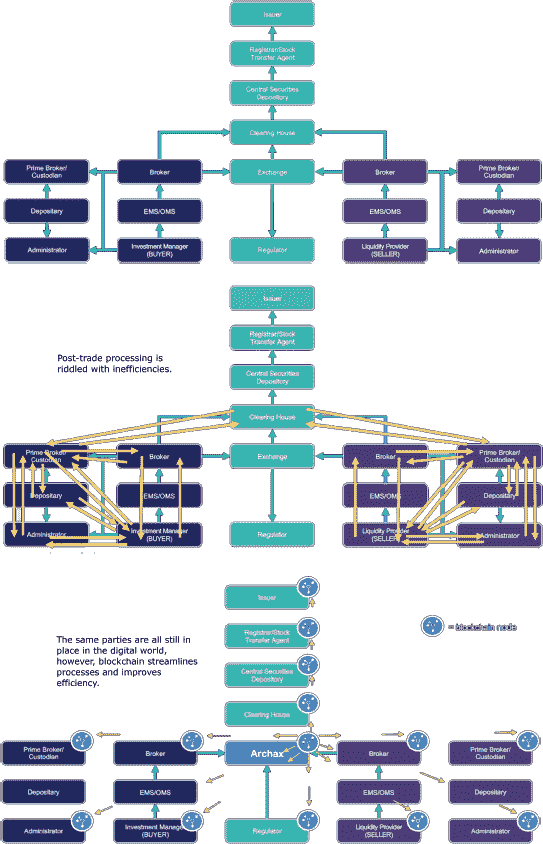 Issuer
Registrar/Stock
Transfer Agent
Central Securities
Depository
Clearing House
Prime Broker/
Custodian
Broker
Exchange
Broker
Prime Broker/
Custodian
Depositary
EMS/OMS
EMS/OMS
Depositary
Administrator
Investment Manager
(BUYER)
Regulator
Liquidity Provider
(SELLER)
Administrator
Issuer
Post-trade processing is
riddled with inefficiencies.
Registrar/Stock
Transfer Agent
Central Securities
Depository
Clearing House
Prime Broker/
Custodian
Broker
Exchange
Broker
Prime Broker/
Custodian
Depositary
EMS/OMS
EMS/OMS
Depositary
Administrator
Investment Manager
(BUYER)
Regulator
Liquidity Provider
(SELLER)
Administrator
Issuer
The same parties are all still in
place in the digital world,
however, blockchain streamlines
processes and improves
efficiency.
Registrar/Stock
Transfer Agent
= blockchain node
Central Securities
Depository
Clearing House
Prime Broker/
Custodian
Broker
Archax
Broker
Prime Broker/
Custodian
Depositary
EMS/OMS
EMS/OMS
Depositary
Administrator
Investment Manager
(BUYER)
Regulator
Liquidity Provider
(SELLER)
Administrator